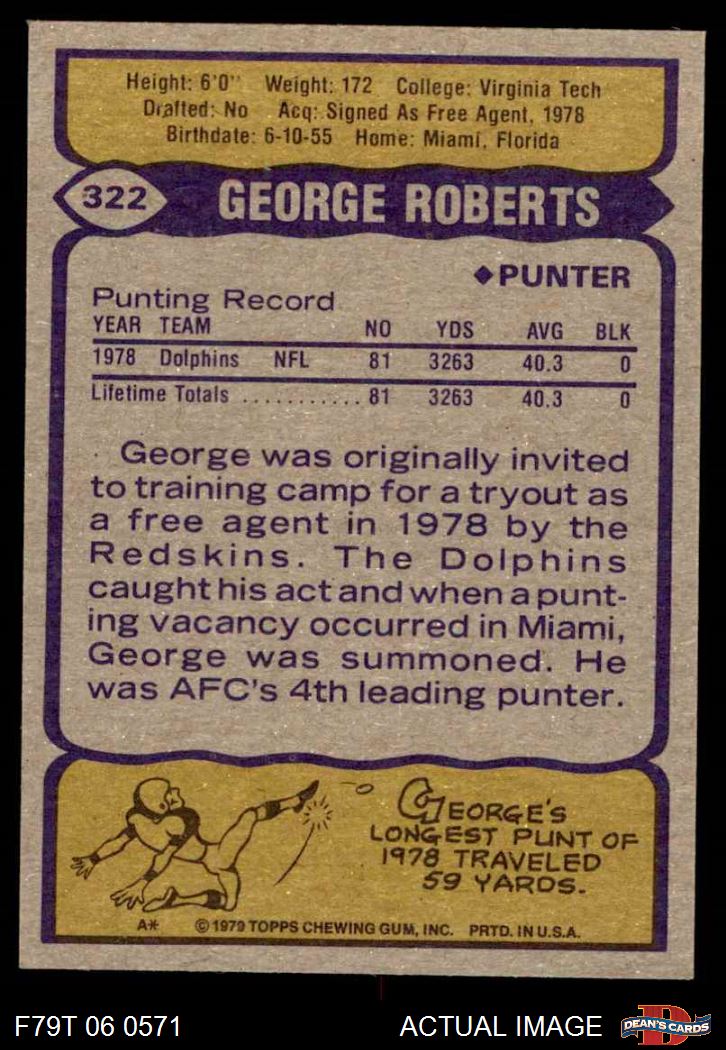 Height: 6'0" Weight: 172 College: Virginia Tech
Drafted: No Acq: Signed As Free Agent, 1978
Birthdate: 6-10-55 Home: Miami, Florida
322 GEORGE ROBERTS
◆PUNTER
Punting Record
YEAR TEAM NO YDS AVG BLK
1978 Dolphins NFL 81 3263 40.3 0
Lifetime Totals ........... 81 3263 40.3 0
George was originally invited
to training camp for a tryout as
a free agent in 1978 by the
Redskins. The Dolphins
caught his act and when a punt-
ing vacancy occurred in Miami,
George was summoned. He
was AFC's 4th leading punter.
GEORGE'S
LONGEST PUNT OF
1978 TRAVELED
59 YARDS.
A* ©1979 TOPPS CHEWING GUM, INC. PRTD. IN U.S.A.
F79T 06 0571 ACTUAL IMAGE D DEAN'S CARDS